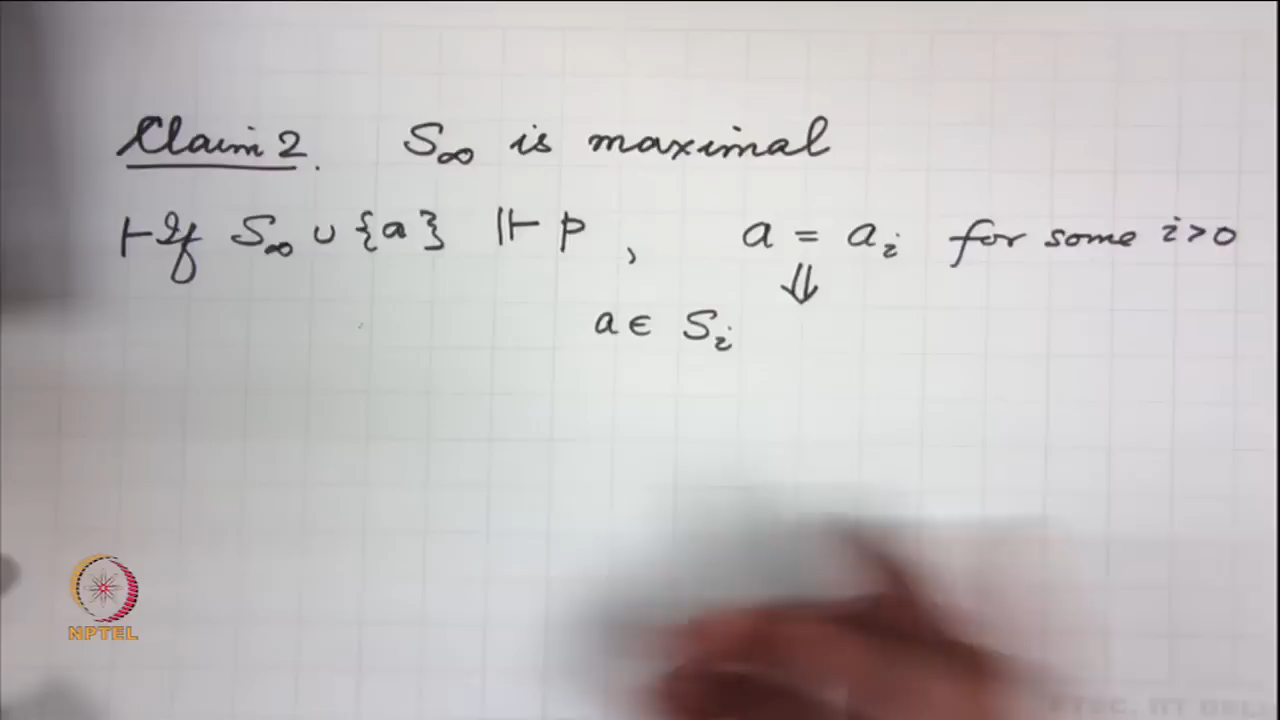 Claim 2. S∞ is maximal
⊢ If S∞ ∪ {a} ⊩ p, a = aᵢ for some i>0
⇓
a ∈ Sᵢ
NPTEL